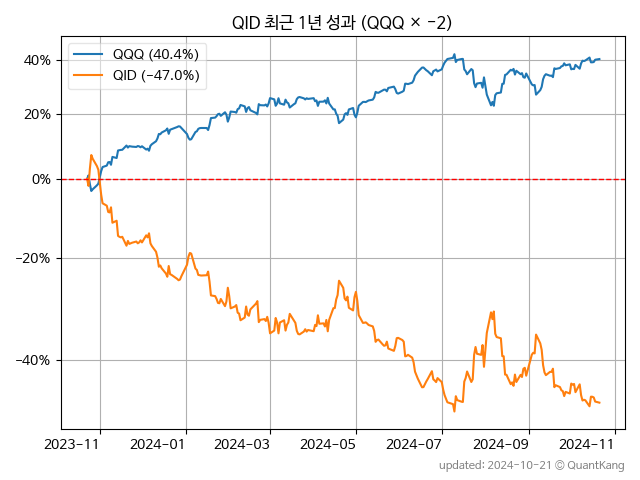 QID 최근 1년 성과 (QQQ × −2)
QQQ (40.4%)
QID (−47.0%)
40%
20%
0%
−20%
−40%
2023-11 2024-01 2024-03 2024-05 2024-07 2024-09 2024-11
updated: 2024-10-21 © QuantKang